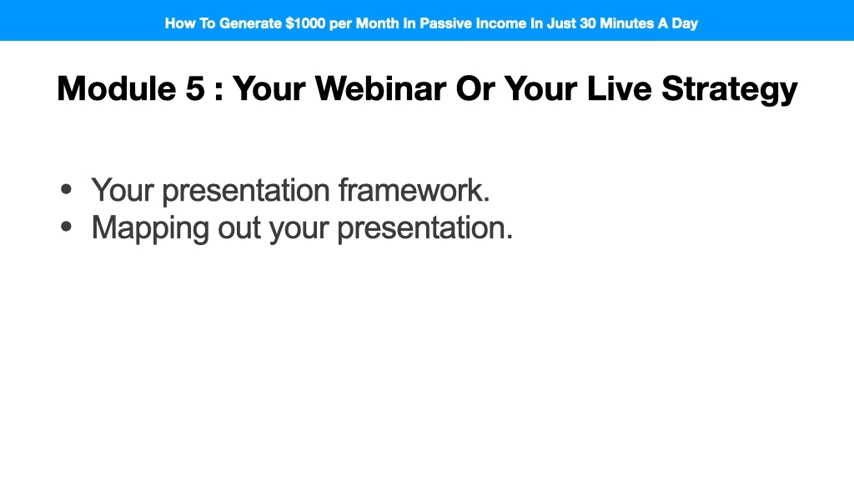 How To Generate $1000 per Month In Passive Income In Just 30 Minutes A Day
Module 5 : Your Webinar Or Your Live Strategy
• Your presentation framework.
• Mapping out your presentation.